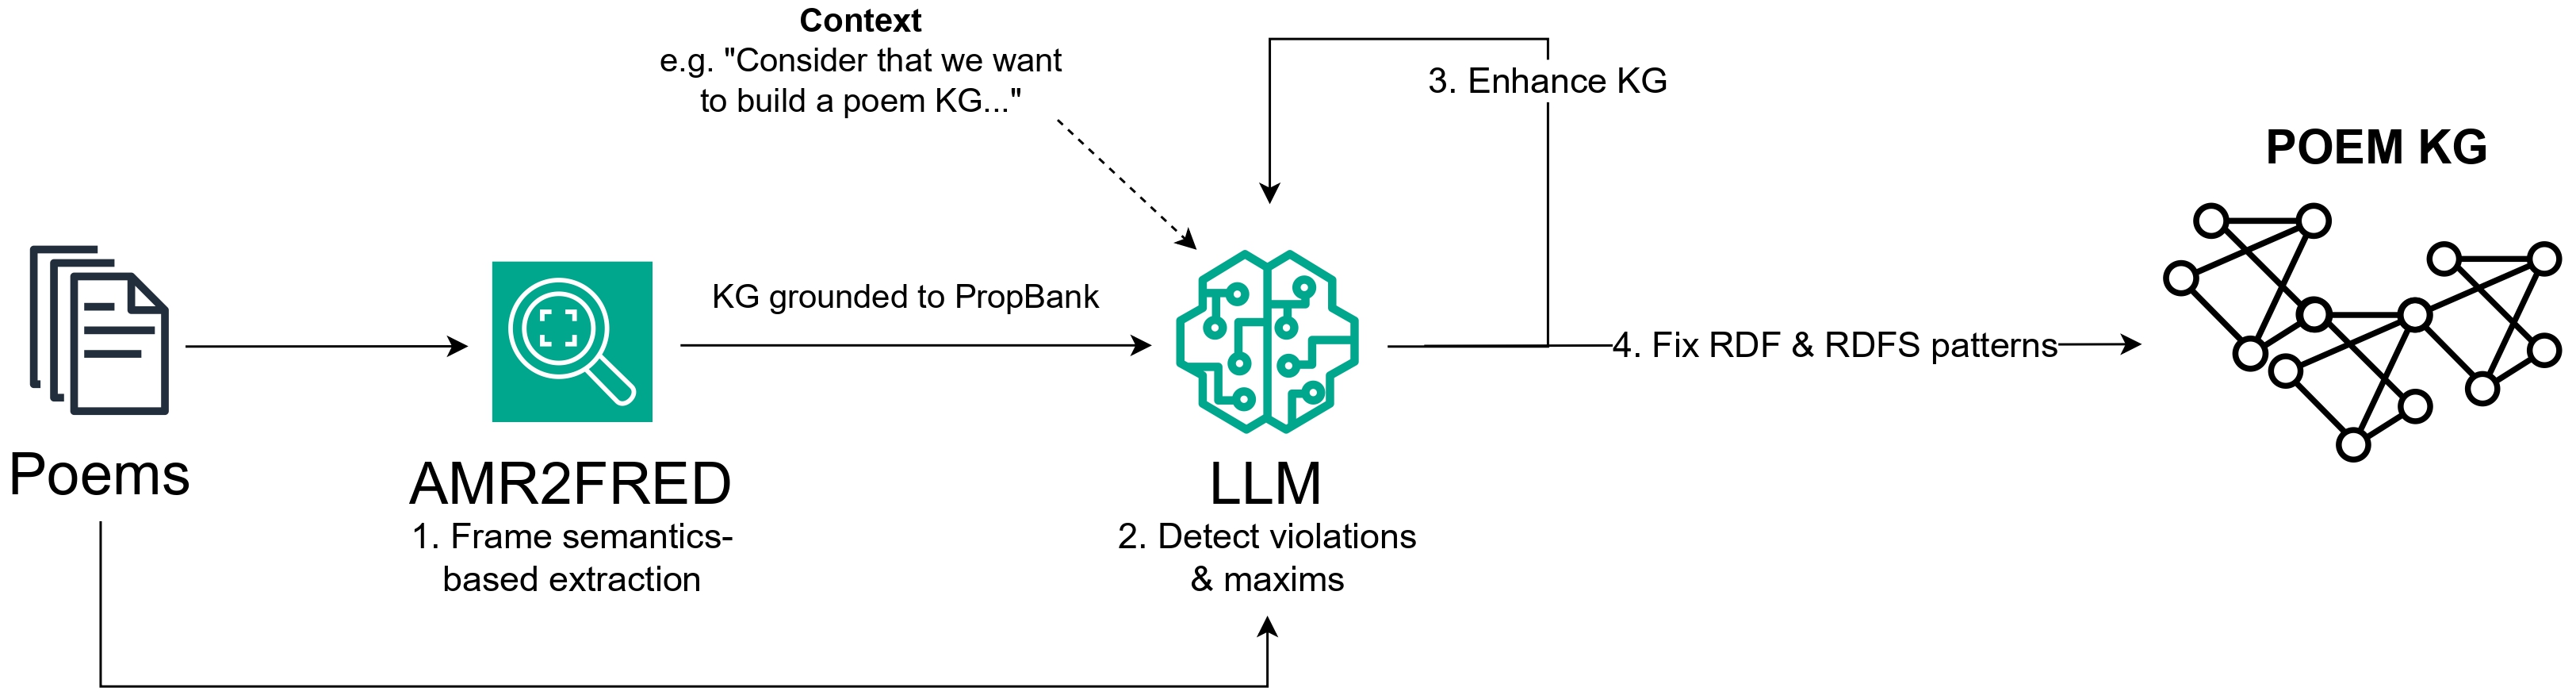 Context
e.g. "Consider that we want
to build a poem KG..."
3. Enhance KG
POEM KG
KG grounded to PropBank
4. Fix RDF & RDFS patterns
Poems
AMR2FRED
1. Frame semantics-
based extraction
LLM
2. Detect violations
& maxims